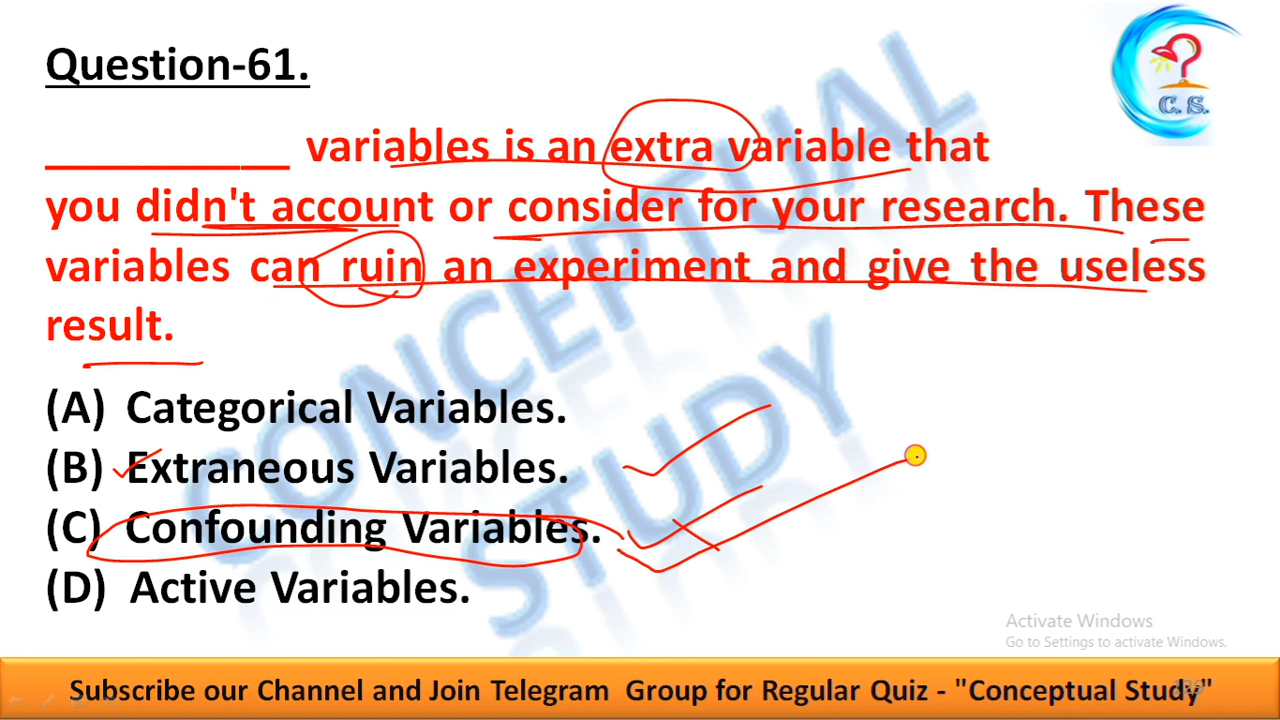 Question-61.
C. S.
__________ variables is an extra variable that
you didn't account or consider for your research. These
variables can ruin an experiment and give the useless
result.
CONCEPTUAL
STUDY
(A) Categorical Variables.
(B) Extraneous Variables.
(C) Confounding Variables.
(D) Active Variables.
Activate Windows
Go to Settings to activate Windows.
Subscribe our Channel and Join Telegram Group for Regular Quiz - "Conceptual Study"